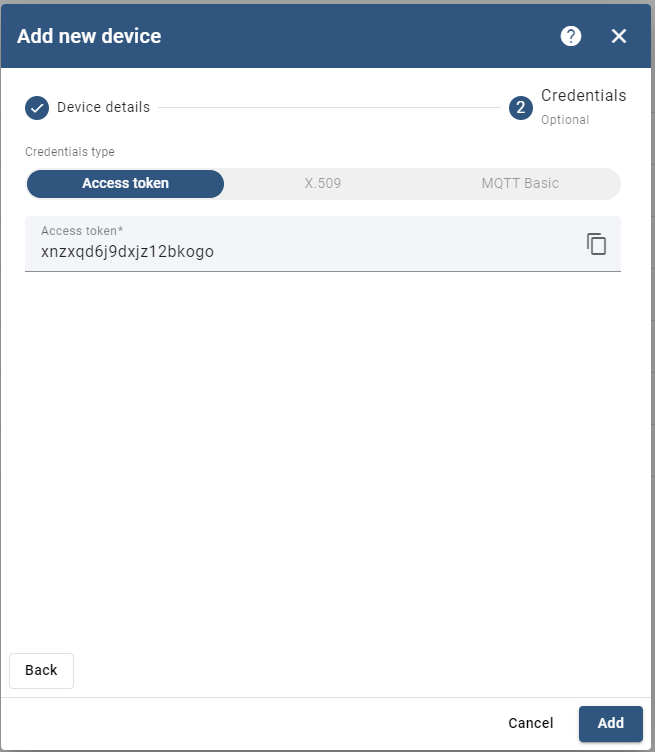 Add new device
?
Device details
2
Credentials
Optional
Credentials type
Access token
X.509
MQTT Basic
Access token*
xnzxqd6j9dxjz12bkogo
Back
Cancel
Add